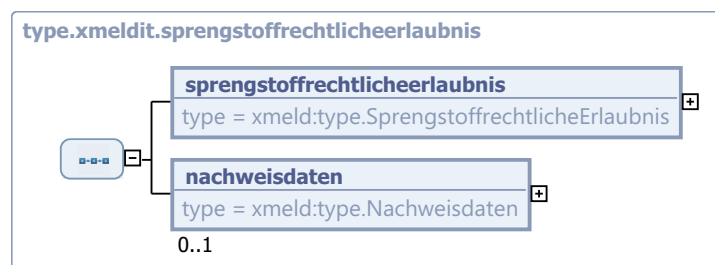 type.xmeldit.sprengstoffrechtlicheerlaubnis
sprengstoffrechtlicheerlaubnis
type = xmeld:type.SprengstoffrechtlicheErlaubnis
nachweisdaten
type = xmeld:type.Nachweisdaten
0..1